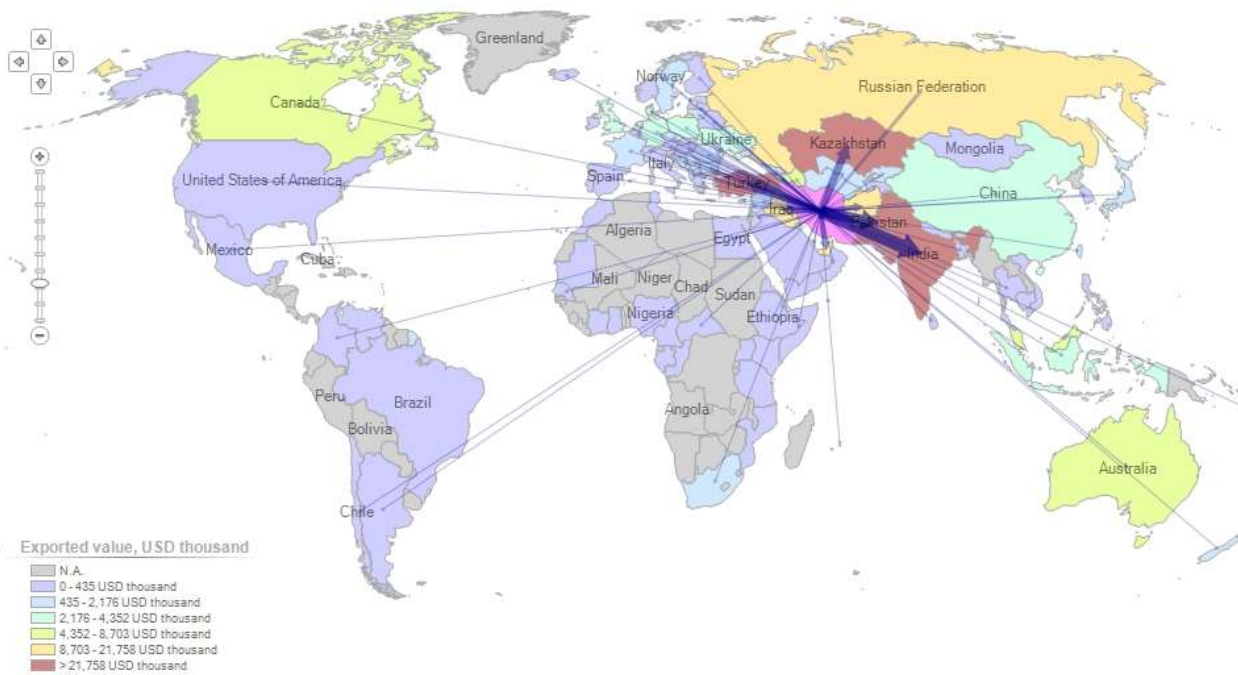 Greenland
Norway
Canada
Russian Federation
Ukraine
Kazakhstan
Mongolia
Italy
United States of America
Spain
Turkey
China
Iraq
Pakistan
Mexico
Algeria
Egypt
India
Cuba
Mali
Niger
Chad
Sudan
Nigeria
Ethiopia
Peru
Brazil
Angola
Bolivia
Australia
Chile
Exported value, USD thousand
N.A.
0 - 435 USD thousand
435 - 2,176 USD thousand
2,176 - 4,352 USD thousand
4,352 - 8,703 USD thousand
8,703 - 21,758 USD thousand
> 21,758 USD thousand